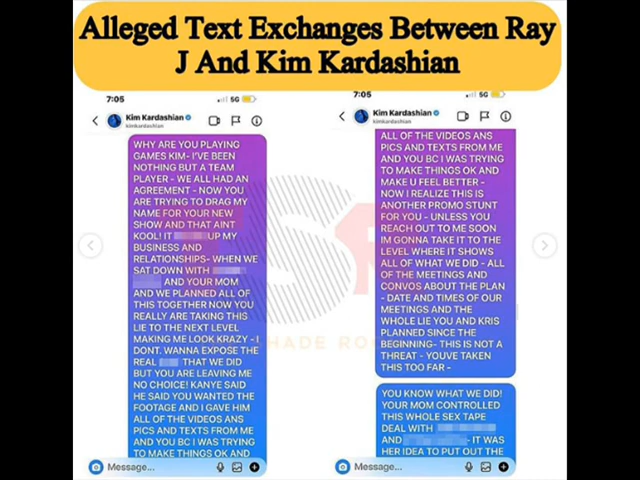 Alleged Text Exchanges Between Ray
J And Kim Kardashian
7:05
5G
Kim Kardashian
kimkardashian
WHY ARE YOU PLAYING
GAMES KIM- I'VE BEEN
NOTHING BUT A TEAM
PLAYER - WE ALL HAD AN
AGREEMENT - NOW YOU
ARE TRYING TO DRAG MY
NAME FOR YOUR NEW
SHOW AND THAT AINT
KOOL! IT UP MY
BUSINESS AND
RELATIONSHIPS- WHEN WE
SAT DOWN WITH
AND YOUR MOM
AND WE PLANNED ALL OF
THIS TOGETHER NOW YOU
REALLY ARE TAKING THIS
LIE TO THE NEXT LEVEL
MAKING ME LOOK KRAZY - I
DONT. WANNA EXPOSE THE
REAL THAT WE DID
BUT YOU ARE LEAVING ME
NO CHOICE! KANYE SAID
HE SAID YOU WANTED THE
FOOTAGE AND I GAVE HIM
ALL OF THE VIDEOS ANS
PICS AND TEXTS FROM ME
AND YOU BC I WAS TRYING
TO MAKE THINGS OK AND
Message...
7:05
5G
Kim Kardashian
kimkardashian
ALL OF THE VIDEOS ANS
PICS AND TEXTS FROM ME
AND YOU BC I WAS TRYING
TO MAKE THINGS OK AND
MAKE U FEEL BETTER -
NOW I REALIZE THIS IS
ANOTHER PROMO STUNT
FOR YOU - UNLESS YOU
REACH OUT TO ME SOON
IM GONNA TAKE IT TO THE
LEVEL WHERE IT SHOWS
ALL OF WHAT WE DID - ALL
OF THE MEETINGS AND
CONVOS ABOUT THE PLAN
- DATE AND TIMES OF OUR
MEETINGS AND THE
WHOLE LIE YOU AND KRIS
PLANNED SINCE THE
BEGINNING- THIS IS NOT A
THREAT - YOUVE TAKEN
THIS TOO FAR -
YOU KNOW WHAT WE DID!
YOUR MOM CONTROLLED
THIS WHOLE SEX TAPE
DEAL WITH
AND - IT WAS
HER IDEA TO PUT OUT THE
Message...